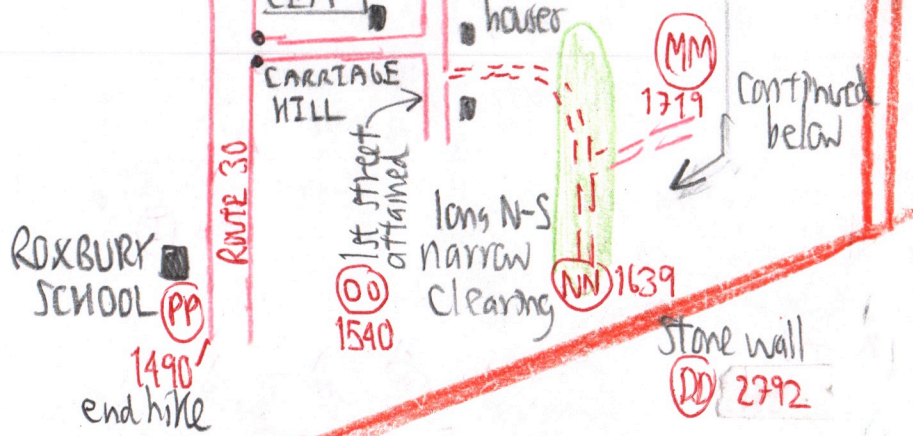 houses
MM
1719
continued
below
CARRIAGE
HILL
1st street
attained
ROUTE 30
long N-S
narrow
clearing
ROXBURY
SCHOOL
PP
1490'
end hike
OO
1540
NN 1639
Stone wall
DD 2792